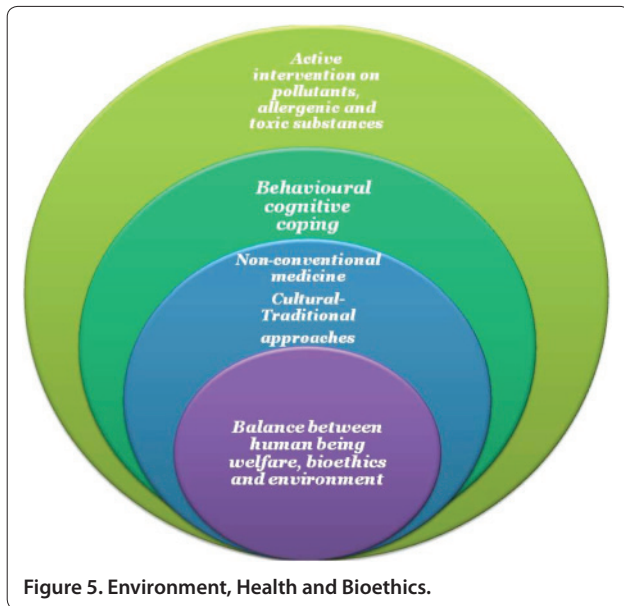 Active
intervention on
pollutants,
allergenic and
toxic substances
Behavioural
cognitive
coping
Non-conventional
medicine
Cultural-
Traditional
approaches
Balance between
human being
welfare, bioethics
and environment
Figure 5. Environment, Health and Bioethics.